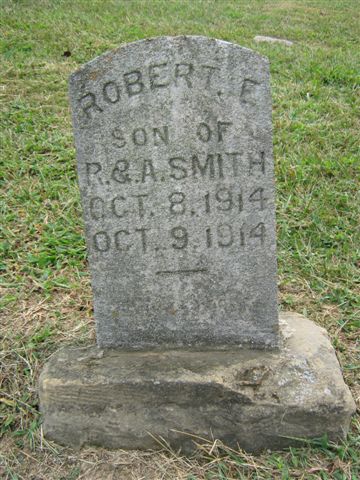 ROBERT. E
SON OF
R.&A. SMITH
OCT. 8. 1914
OCT. 9. 1914